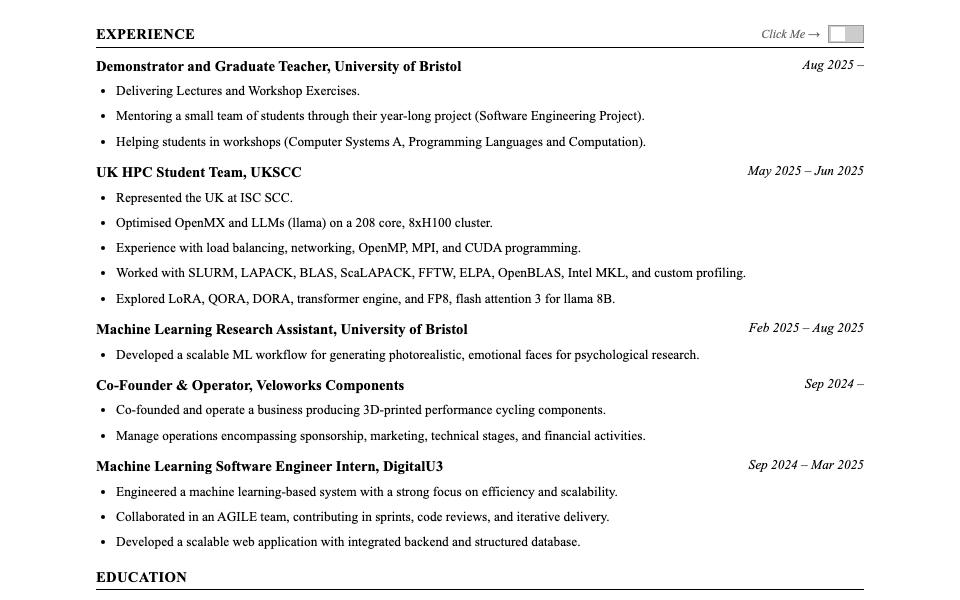 EXPERIENCE
Click Me →
Demonstrator and Graduate Teacher, University of Bristol
Aug 2025 –
• Delivering Lectures and Workshop Exercises.
• Mentoring a small team of students through their year-long project (Software Engineering Project).
• Helping students in workshops (Computer Systems A, Programming Languages and Computation).
UK HPC Student Team, UKSCC
May 2025 – Jun 2025
• Represented the UK at ISC SCC.
• Optimised OpenMX and LLMs (llama) on a 208 core, 8xH100 cluster.
• Experience with load balancing, networking, OpenMP, MPI, and CUDA programming.
• Worked with SLURM, LAPACK, BLAS, ScaLAPACK, FFTW, ELPA, OpenBLAS, Intel MKL, and custom profiling.
• Explored LoRA, QORA, DORA, transformer engine, and FP8, flash attention 3 for llama 8B.
Machine Learning Research Assistant, University of Bristol
Feb 2025 – Aug 2025
• Developed a scalable ML workflow for generating photorealistic, emotional faces for psychological research.
Co-Founder & Operator, Veloworks Components
Sep 2024 –
• Co-founded and operate a business producing 3D-printed performance cycling components.
• Manage operations encompassing sponsorship, marketing, technical stages, and financial activities.
Machine Learning Software Engineer Intern, DigitalU3
Sep 2024 – Mar 2025
• Engineered a machine learning-based system with a strong focus on efficiency and scalability.
• Collaborated in an AGILE team, contributing in sprints, code reviews, and iterative delivery.
• Developed a scalable web application with integrated backend and structured database.
EDUCATION